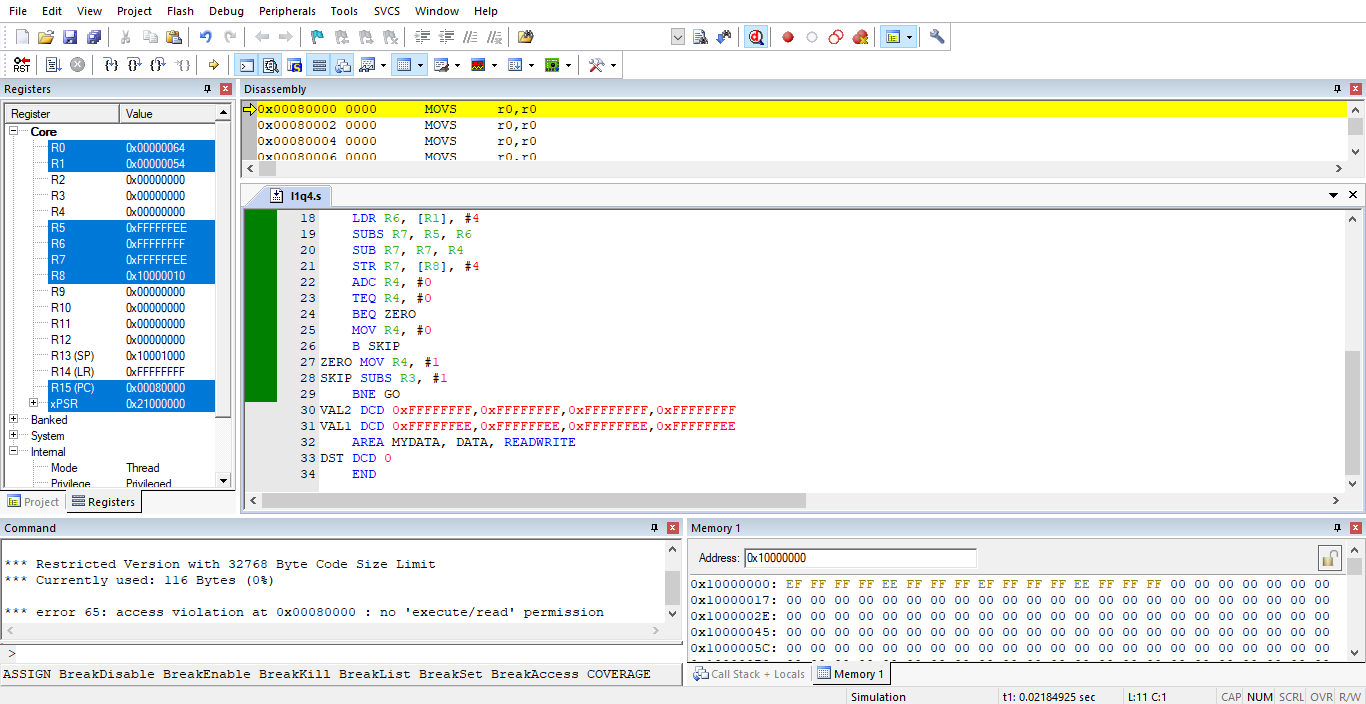 File Edit View Project Flash Debug Peripherals Tools SVCS Window Help
RST
Registers
Register Value
Core
R0 0x00000064
R1 0x00000054
R2 0x00000000
R3 0x00000000
R4 0x00000000
R5 0xFFFFFFEE
R6 0xFFFFFFFF
R7 0xFFFFFFEE
R8 0x10000010
R9 0x00000000
R10 0x00000000
R11 0x00000000
R12 0x00000000
R13 (SP) 0x10001000
R14 (LR) 0xFFFFFFFF
R15 (PC) 0x00080000
xPSR 0x21000000
Banked
System
Internal
Mode Thread
Privilege Privileged
Project Registers
Disassembly
0x00080000 0000 MOVS r0,r0
0x00080002 0000 MOVS r0,r0
0x00080004 0000 MOVS r0,r0
0x00080006 0000 MOVS r0,r0
l1q4.s
18 LDR R6, [R1], #4
19 SUBS R7, R5, R6
20 SUB R7, R7, R4
21 STR R7, [R8], #4
22 ADC R4, #0
23 TEQ R4, #0
24 BEQ ZERO
25 MOV R4, #0
26 B SKIP
27 ZERO MOV R4, #1
28 SKIP SUBS R3, #1
29 BNE GO
30 VAL2 DCD 0xFFFFFFFF,0xFFFFFFFF,0xFFFFFFFF,0xFFFFFFFF
31 VAL1 DCD 0xFFFFFFEE,0xFFFFFFEE,0xFFFFFFEE,0xFFFFFFEE
32 AREA MYDATA, DATA, READWRITE
33 DST DCD 0
34 END
Command
*** Restricted Version with 32768 Byte Code Size Limit
*** Currently used: 116 Bytes (0%)
*** error 65: access violation at 0x00080000 : no 'execute/read' permission
>
ASSIGN BreakDisable BreakEnable BreakKill BreakList BreakSet BreakAccess COVERAGE
Memory 1
Address: 0x10000000
0x10000000: EF FF FF FF EE FF FF FF EE FF FF FF EE FF FF FF 00 00 00 00 00 00 00
0x10000017: 00 00 00 00 00 00 00 00 00 00 00 00 00 00 00 00 00 00 00 00 00 00 00
0x1000002E: 00 00 00 00 00 00 00 00 00 00 00 00 00 00 00 00 00 00 00 00 00 00 00
0x10000045: 00 00 00 00 00 00 00 00 00 00 00 00 00 00 00 00 00 00 00 00 00 00 00
0x1000005C: 00 00 00 00 00 00 00 00 00 00 00 00 00 00 00 00 00 00 00 00 00 00 00
Call Stack + Locals Memory 1
Simulation t1: 0.02184925 sec L:11 C:1 CAP NUM SCRL OVR R/W